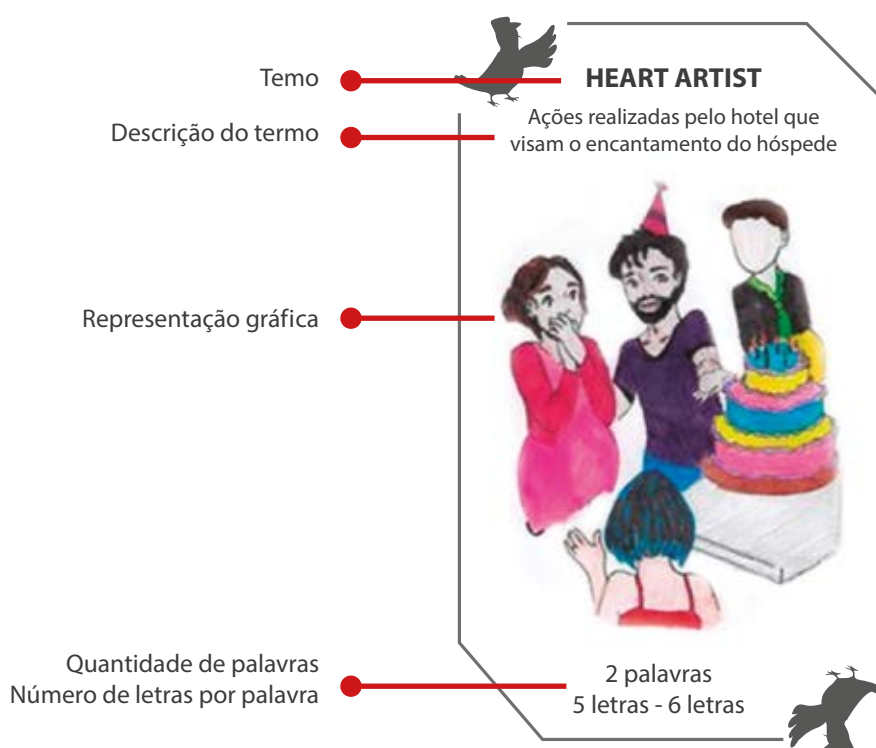 Temo
HEART ARTIST
Descrição do termo
Ações realizadas pelo hotel que
visam o encantamento do hóspede
Representação gráfica
Quantidade de palavras
Número de letras por palavra
2 palavras
5 letras - 6 letras